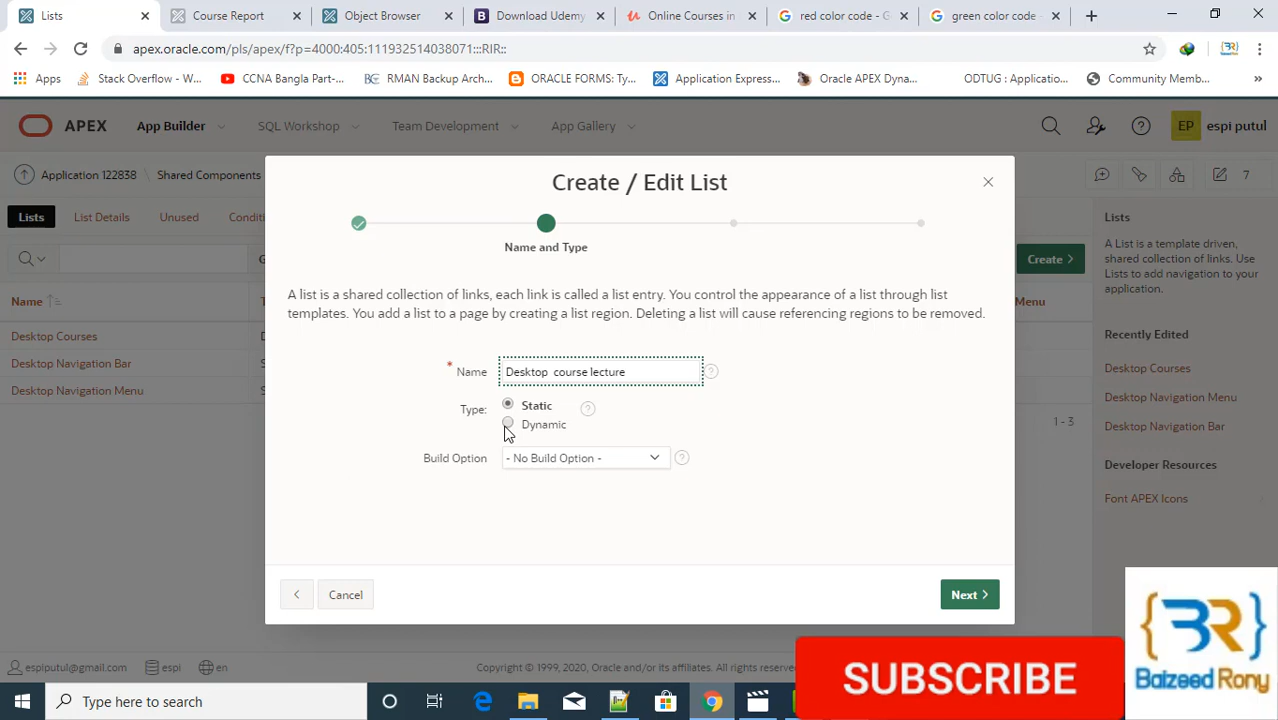 Lists
Course Report
Object Browser
Download Udemy
Online Courses in
red color code - G
green color code -
apex.oracle.com/pls/apex/f?p=4000:405:111932514038071:::RIR::
Apps
Stack Overflow - W...
CCNA Bangla Part-...
RMAN Backup Arch...
ORACLE FORMS: Ty...
Application Express...
Oracle APEX Dyna...
ODTUG : Applicatio...
Community Memb...
APEX
App Builder
SQL Workshop
Team Development
App Gallery
EP
espi putul
Application 122838
Shared Components
7
Create / Edit List
Lists
List Details
Unused
Name and Type
Create
Name
Menu
A list is a shared collection of links, each link is called a list entry. You control the appearance of a list through list
templates. You add a list to a page by creating a list region. Deleting a list will cause referencing regions to be removed.
Desktop Courses
Desktop Navigation Bar
Desktop Navigation Menu
* Name
Desktop  course lecture
Type:
Static
Dynamic
Build Option
- No Build Option -
1 - 3
Cancel
Next
Lists
A List is a template driven,
shared collection of links. Use
Lists to add navigation to your
application.
Recently Edited
Desktop Courses
Desktop Navigation Menu
Desktop Navigation Bar
Developer Resources
Font APEX Icons
espiputul@gmail.com
espi
en
Copyright © 1999, 2020, Oracle and/or its affiliates. All rights
SUBSCRIBE
{BR}
Baizeed Rony
Type here to search